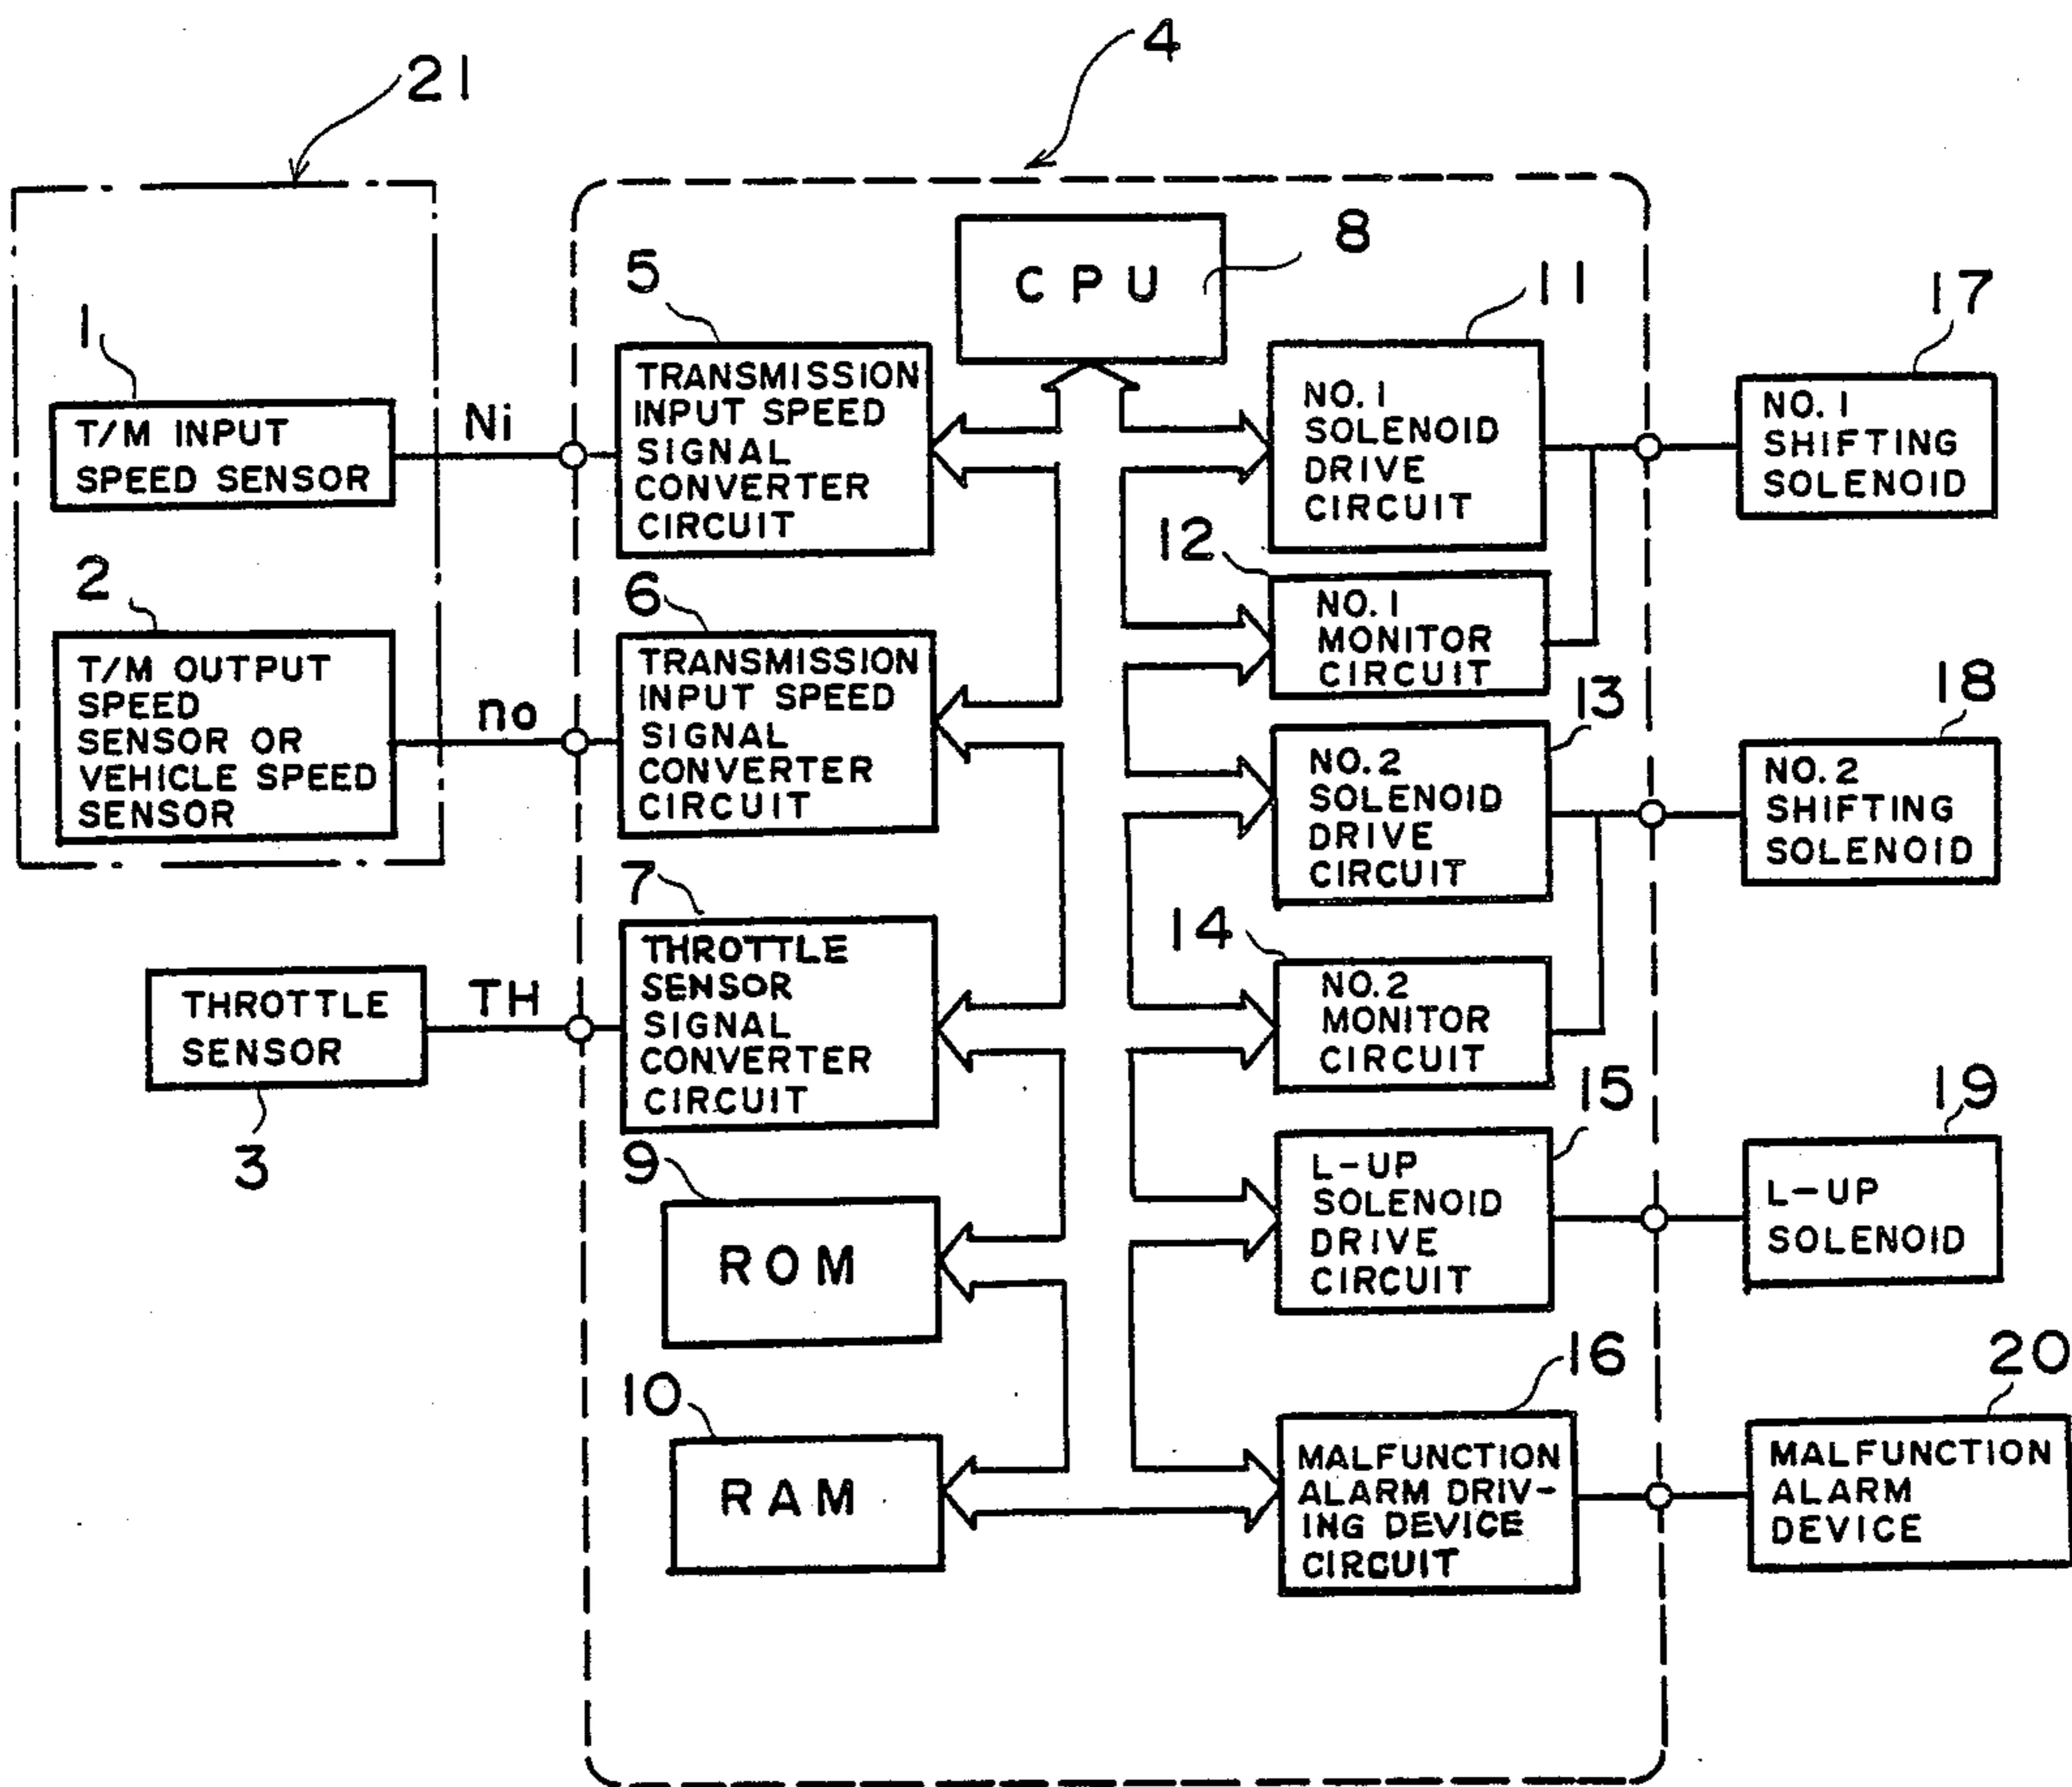 4
21
8
CPU
5
11
17
1
TRANSMISSION
INPUT SPEED
SIGNAL
CONVERTER
CIRCUIT
NO.1
SOLENOID
DRIVE
CIRCUIT
NO.1
SHIFTING
SOLENOID
T/M INPUT
SPEED SENSOR
Ni
12
2
6
NO.1
MONITOR
CIRCUIT
T/M OUTPUT
SPEED
SENSOR OR
VEHICLE SPEED
SENSOR
no
TRANSMISSION
INPUT SPEED
SIGNAL
CONVERTER
CIRCUIT
13
18
NO.2
SOLENOID
DRIVE
CIRCUIT
NO.2
SHIFTING
SOLENOID
7
14
THROTTLE
SENSOR
TH
THROTTLE
SENSOR
SIGNAL
CONVERTER
CIRCUIT
NO.2
MONITOR
CIRCUIT
3
15
19
9
L-UP
SOLENOID
DRIVE
CIRCUIT
L-UP
SOLENOID
ROM
16
20
10
RAM
MALFUNCTION
ALARM DRIV-
ING DEVICE
CIRCUIT
MALFUNCTION
ALARM
DEVICE